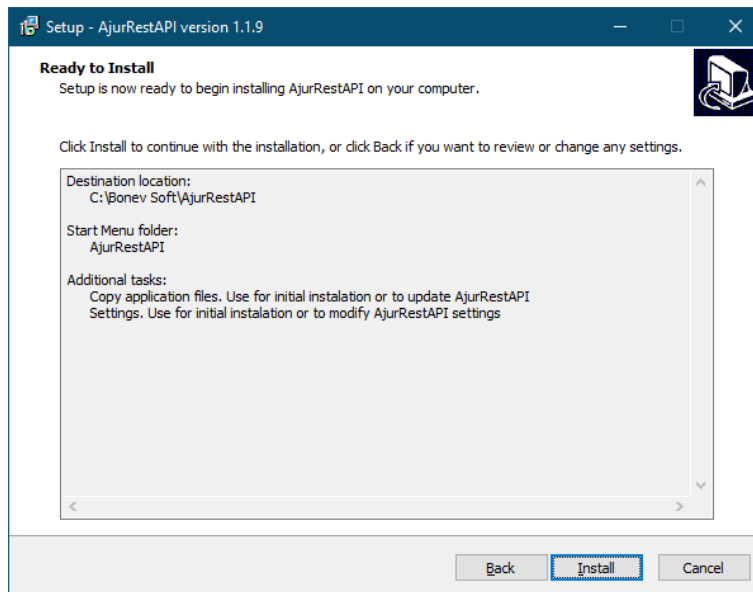 Setup - AjurRestAPI version 1.1.9
Ready to Install
Setup is now ready to begin installing AjurRestAPI on your computer.
Click Install to continue with the installation, or click Back if you want to review or change any settings.
Destination location:
C:\Bonev Soft\AjurRestAPI
Start Menu folder:
AjurRestAPI
Additional tasks:
Copy application files. Use for initial instalation or to update AjurRestAPI
Settings. Use for initial instalation or to modify AjurRestAPI settings
Back Install Cancel